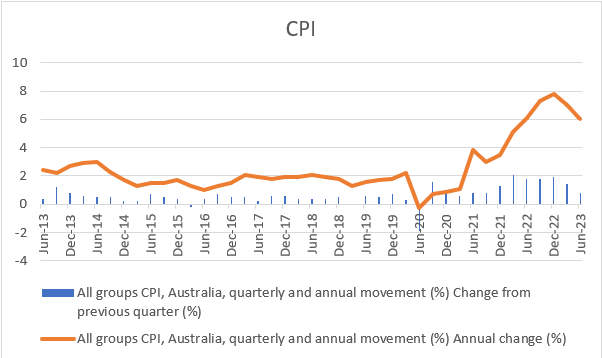 CPI
10
8
6
4
2
0
-2
-4
Jun-13
Dec-13
Jun-14
Dec-14
Jun-15
Dec-15
Jun-16
Dec-16
Jun-17
Dec-17
Jun-18
Dec-18
Jun-19
Dec-19
Jun-20
Dec-20
Jun-21
Dec-21
Jun-22
Dec-22
Jun-23
All groups CPI, Australia, quarterly and annual movement (%) Change from
previous quarter (%)
All groups CPI, Australia, quarterly and annual movement (%) Annual change (%)